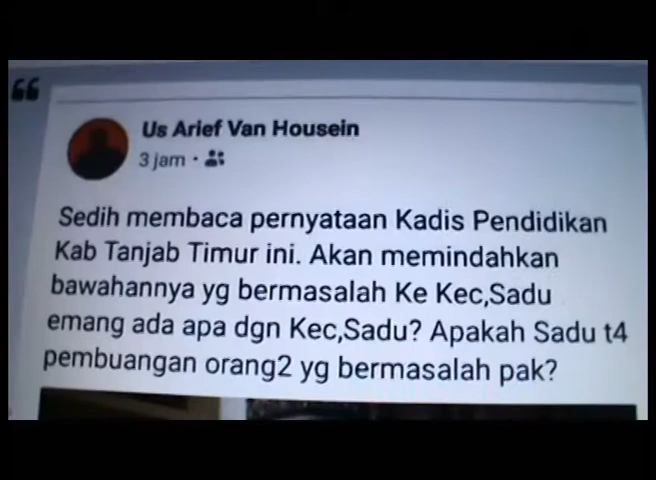 Us Arief Van Housein
3 jam ·
Sedih membaca pernyataan Kadis Pendidikan
Kab Tanjab Timur ini. Akan memindahkan
bawahannya yg bermasalah Ke Kec,Sadu
emang ada apa dgn Kec,Sadu? Apakah Sadu t4
pembuangan orang2 yg bermasalah pak?